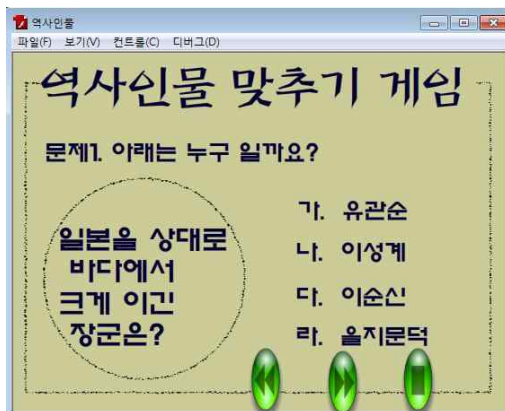 역사인물
파일(F) 보기(V) 컨트롤(C) 디버그(D)
역사인물 맞추기 게임
문제1. 아래는 누구 일까요?
일본을 상대로
바다에서
크게 이긴
장군은?
가. 유관순
나. 이성계
다. 이순신
라. 을지문덕